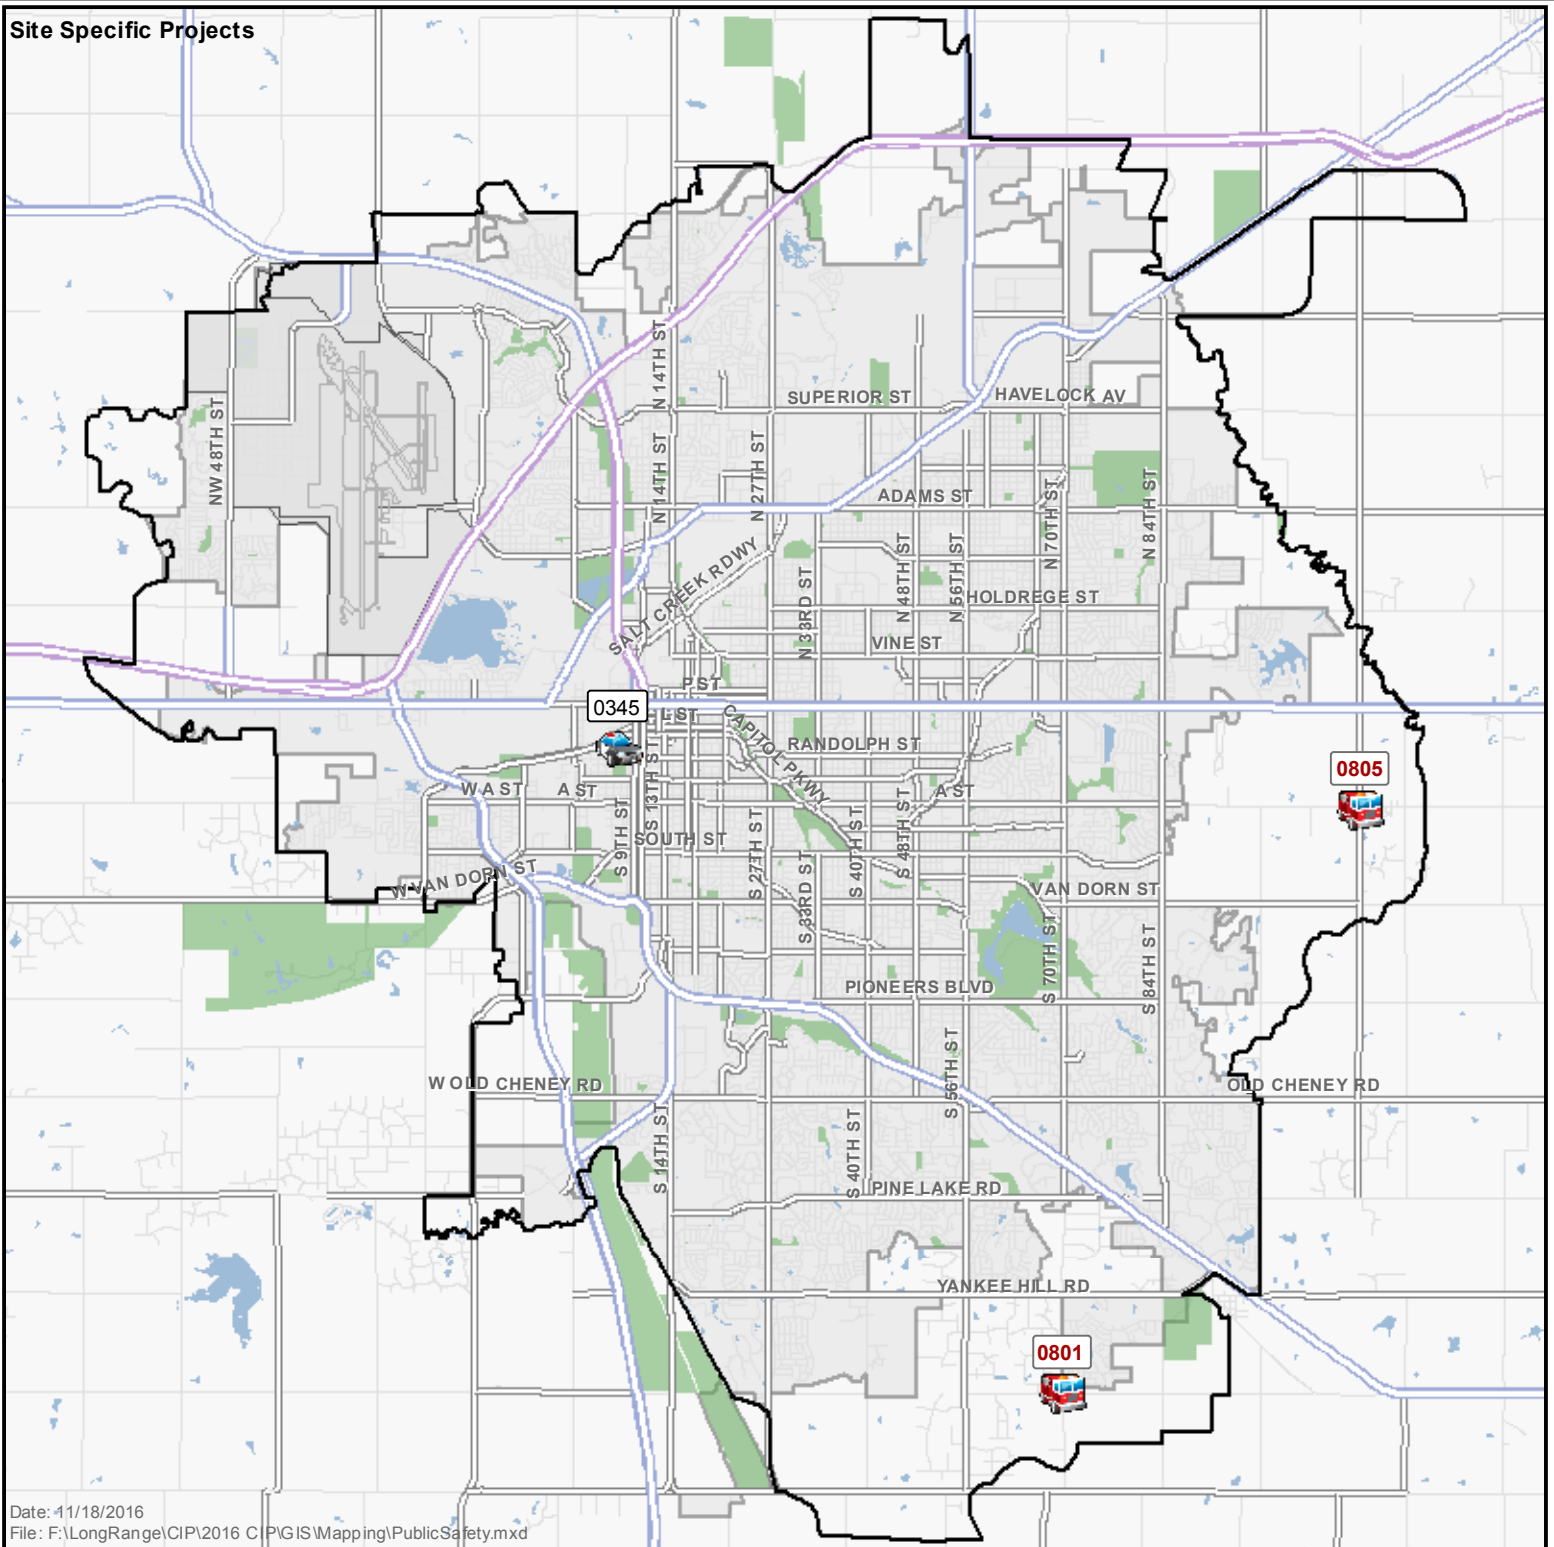 Site Specific Projects
N 14TH ST
SUPERIOR ST
HAVELOCK AV
NW 48TH ST
N 14TH ST
N 27TH ST
ADAMS ST
N 70TH ST
N 84TH ST
SALT CREEK RDWY
N 33RD ST
N 48TH ST
N 56TH ST
HOLDREGE ST
VINE ST
P ST
0345
L ST
CAPITOL PKWY
RANDOLPH ST
0805
W A ST
A ST
S 13TH ST
A ST
S 9TH ST
SOUTH ST
S 27TH ST
S 33RD ST
S 40TH ST
S 48TH ST
W VAN DORN ST
VAN DORN ST
S 70TH ST
S 84TH ST
PIONEERS BLVD
S 56TH ST
W OLD CHENEY RD
OLD CHENEY RD
S 14TH ST
S 40TH ST
PINE LAKE RD
YANKEE HILL RD
0801
Date: 11/18/2016
File: F:\LongRange\CIP\2016 CIP\GIS\Mapping\PublicSafety.mxd